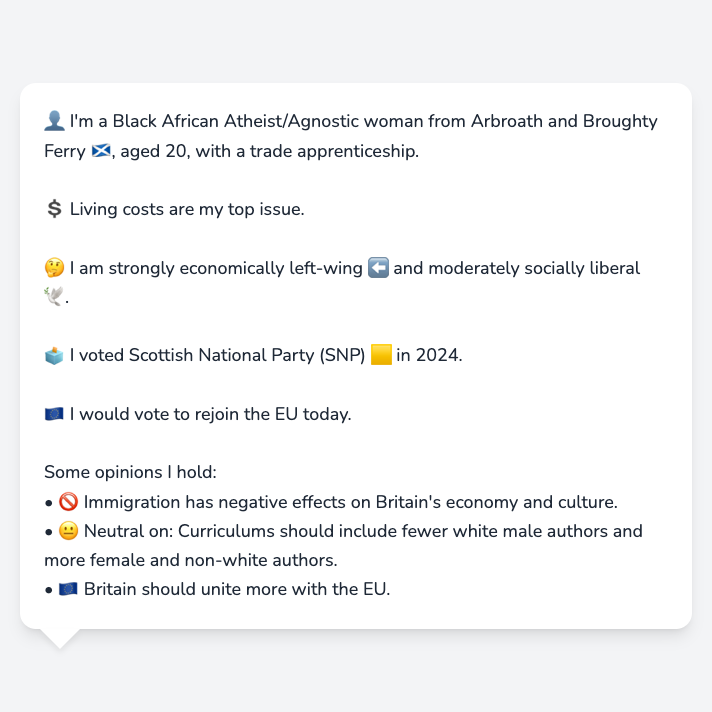 👤 I'm a Black African Atheist/Agnostic woman from Arbroath and Broughty
Ferry 🏴󠁧󠁢󠁳󠁣󠁴󠁿, aged 20, with a trade apprenticeship.
💲 Living costs are my top issue.
🤔 I am strongly economically left-wing ⬅️ and moderately socially liberal
🕊️.
🗳️ I voted Scottish National Party (SNP) 🟨 in 2024.
🇪🇺 I would vote to rejoin the EU today.
Some opinions I hold:
• 🚫 Immigration has negative effects on Britain's economy and culture.
• 😐 Neutral on: Curriculums should include fewer white male authors and
more female and non-white authors.
• 🇪🇺 Britain should unite more with the EU.